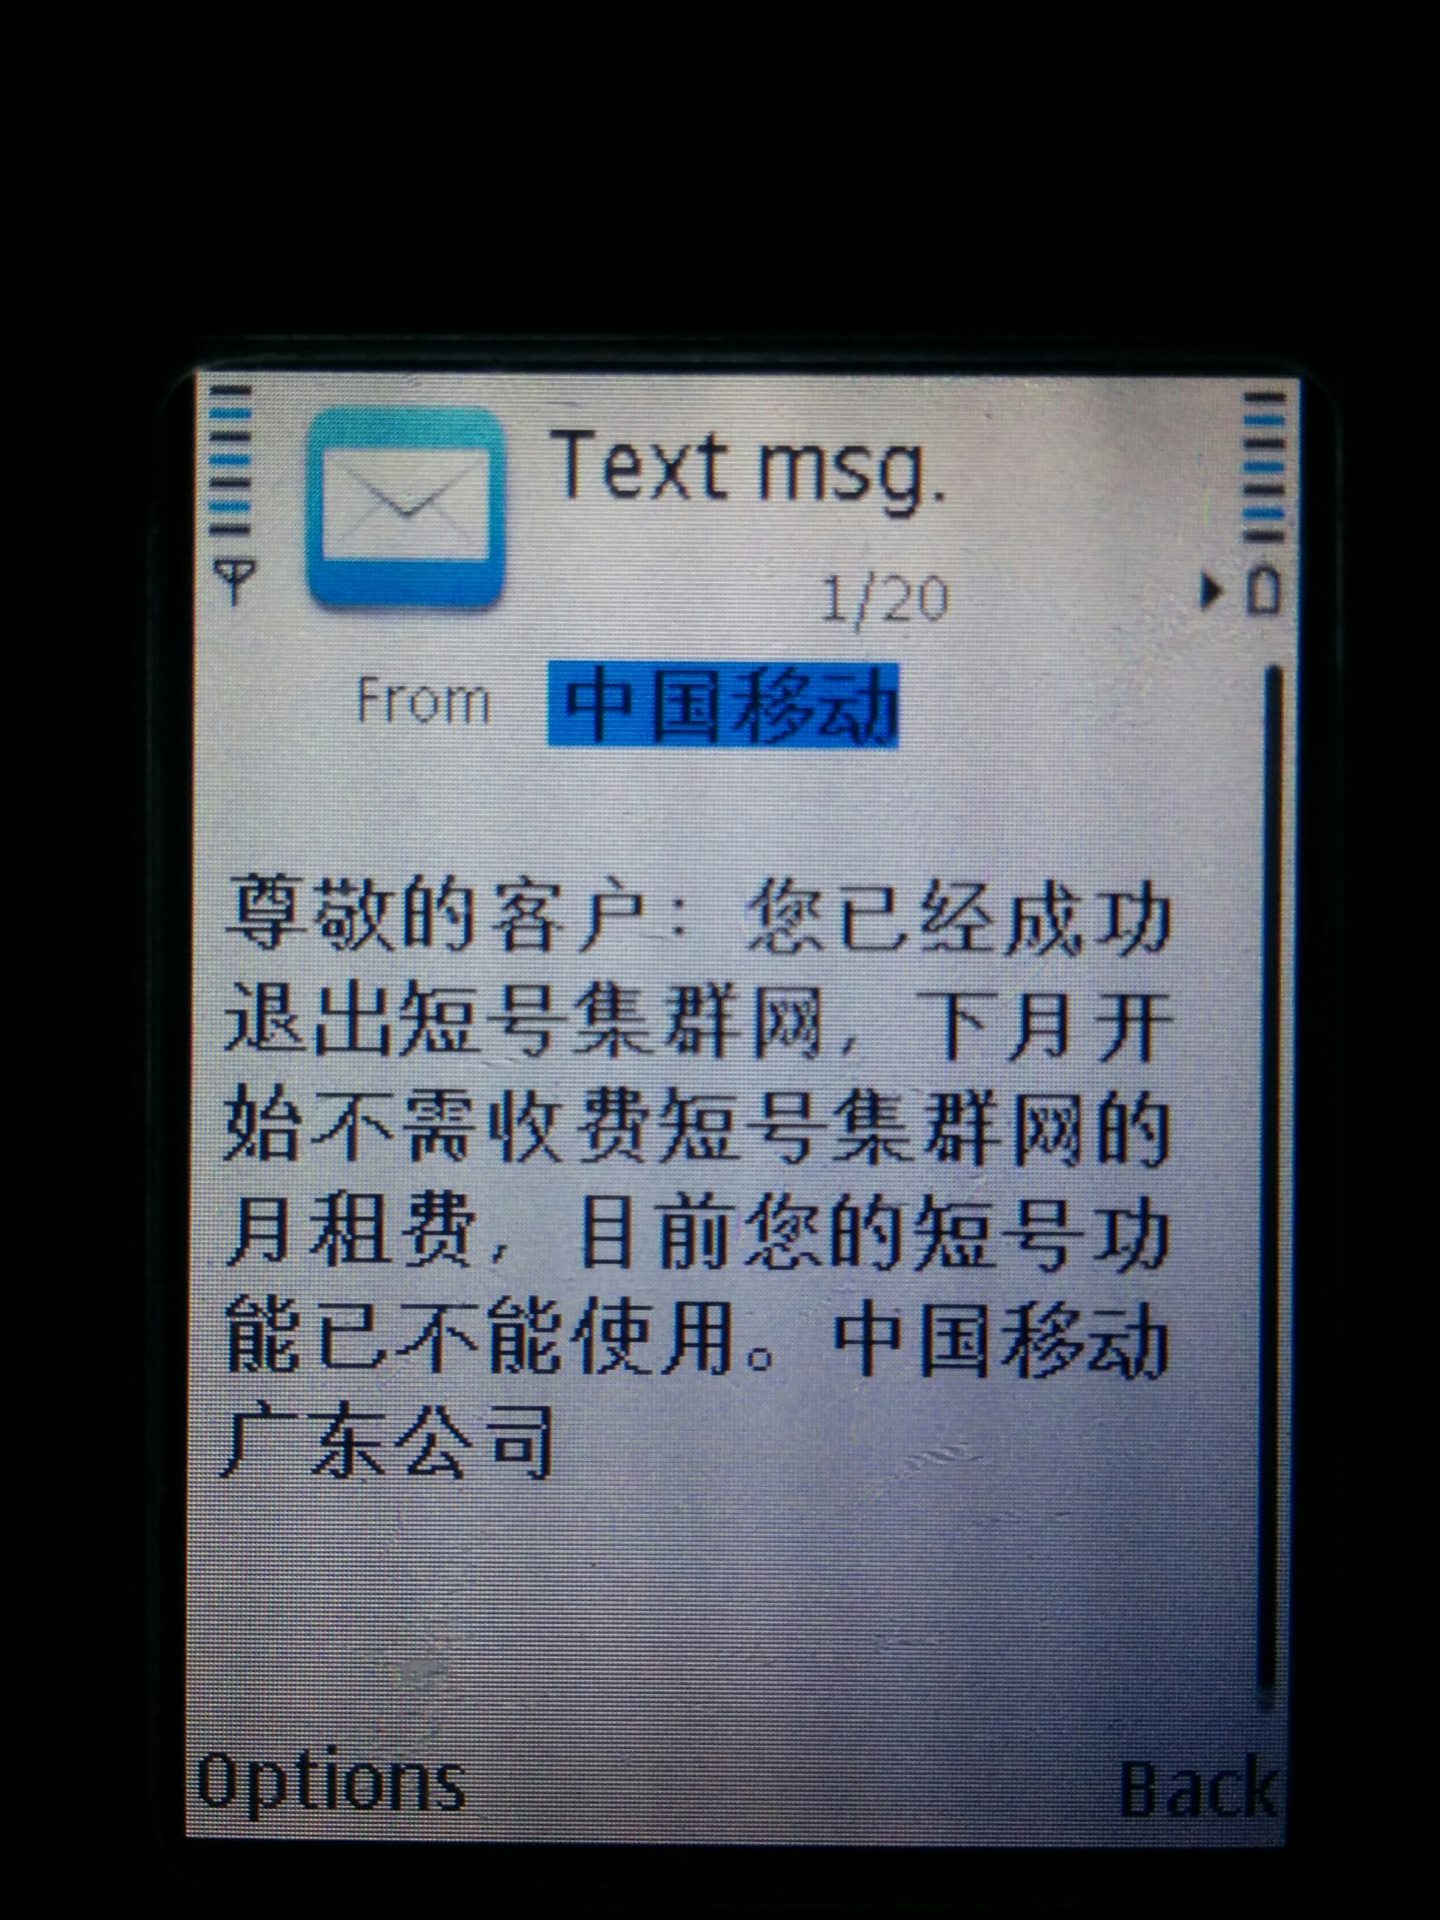 Text msg.
1/20
From 中国移动
尊敬的客户：您已经成功
退出短号集群网，下月开
始不需收费短号集群网的
月租费，目前您的短号功
能已不能使用。中国移动
广东公司
Options Back